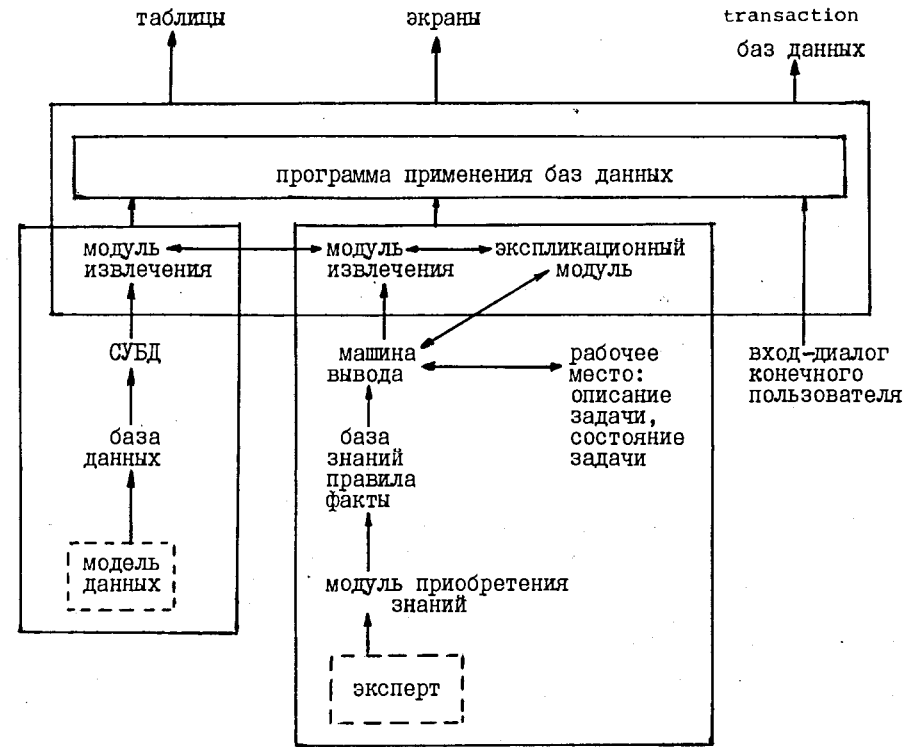 таблицы
экраны
transaction
баз данных
программа применения баз данных
модуль
извлечения
модуль
извлечения
экспликационный
модуль
СУБД
машина
вывода
рабочее
место:
описание
задачи,
состояние
задачи
вход-диалог
конечного
пользователя
база
данных
база
знаний
правила
факты
модель
данных
модуль приобретения
знаний
эксперт